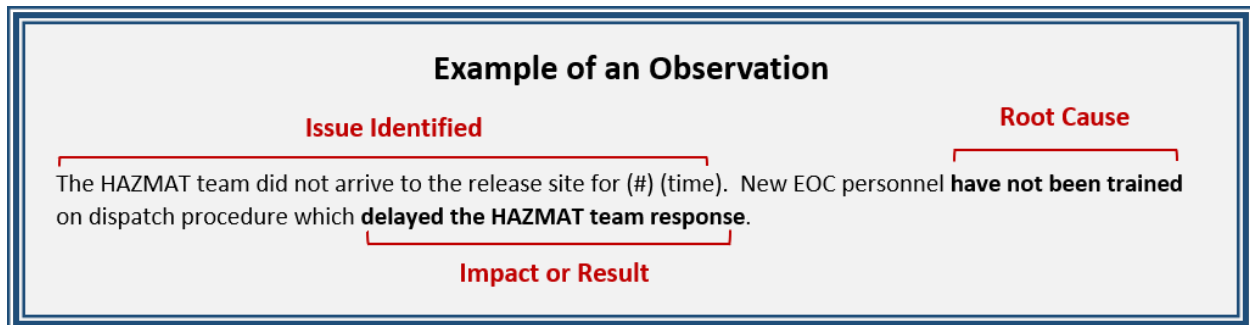 Example of an Observation
Issue Identified
Root Cause
The HAZMAT team did not arrive to the release site for (#) (time).  New EOC personnel have not been trained
on dispatch procedure which delayed the HAZMAT team response.
Impact or Result